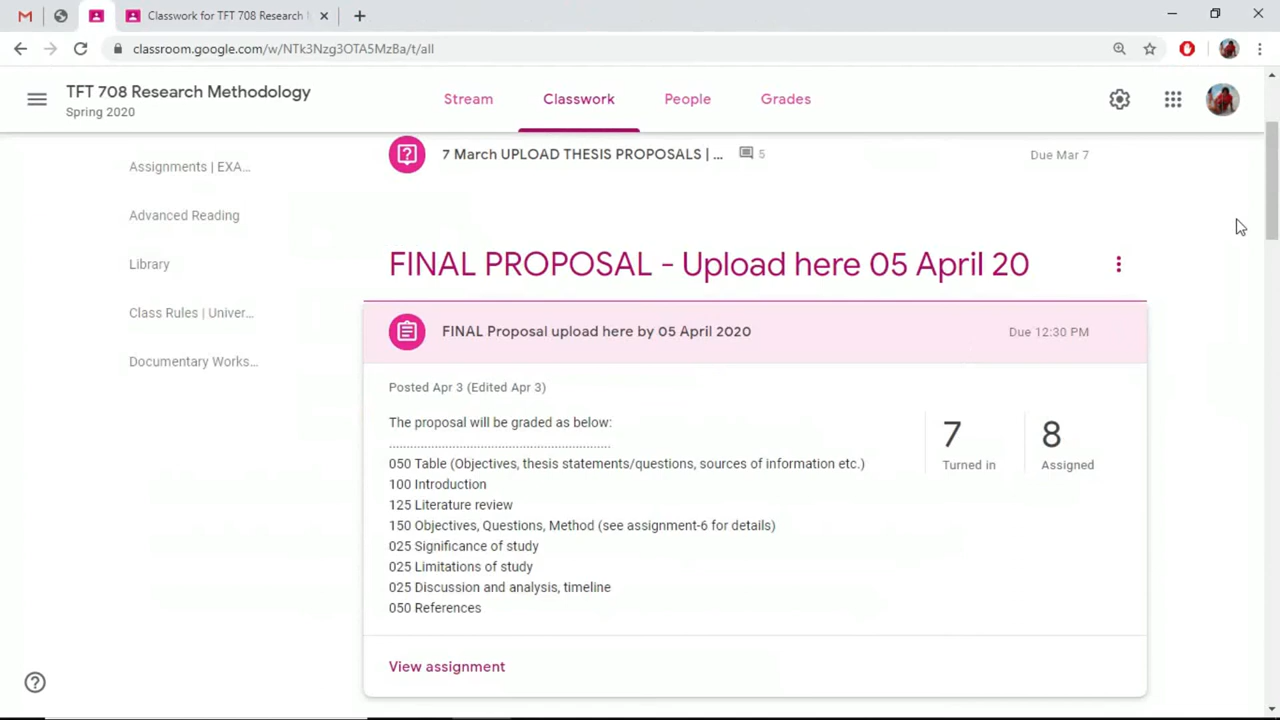 Classwork for TFT 708 Research
classroom.google.com/w/NTk3Nzg3OTA5MzBa/t/all
TFT 708 Research Methodology
Spring 2020
Stream
Classwork
People
Grades
Assignments | EXA...
Advanced Reading
Library
Class Rules | Univer...
Documentary Works...
7 March UPLOAD THESIS PROPOSALS | ...
5
Due Mar 7
FINAL PROPOSAL - Upload here 05 April 20
FINAL Proposal upload here by 05 April 2020
Due 12:30 PM
Posted Apr 3 (Edited Apr 3)
The proposal will be graded as below:
.............................................................
050 Table (Objectives, thesis statements/questions, sources of information etc.)
100 Introduction
125 Literature review
150 Objectives, Questions, Method (see assignment-6 for details)
025 Significance of study
025 Limitations of study
025 Discussion and analysis, timeline
050 References
7
Turned in
8
Assigned
View assignment